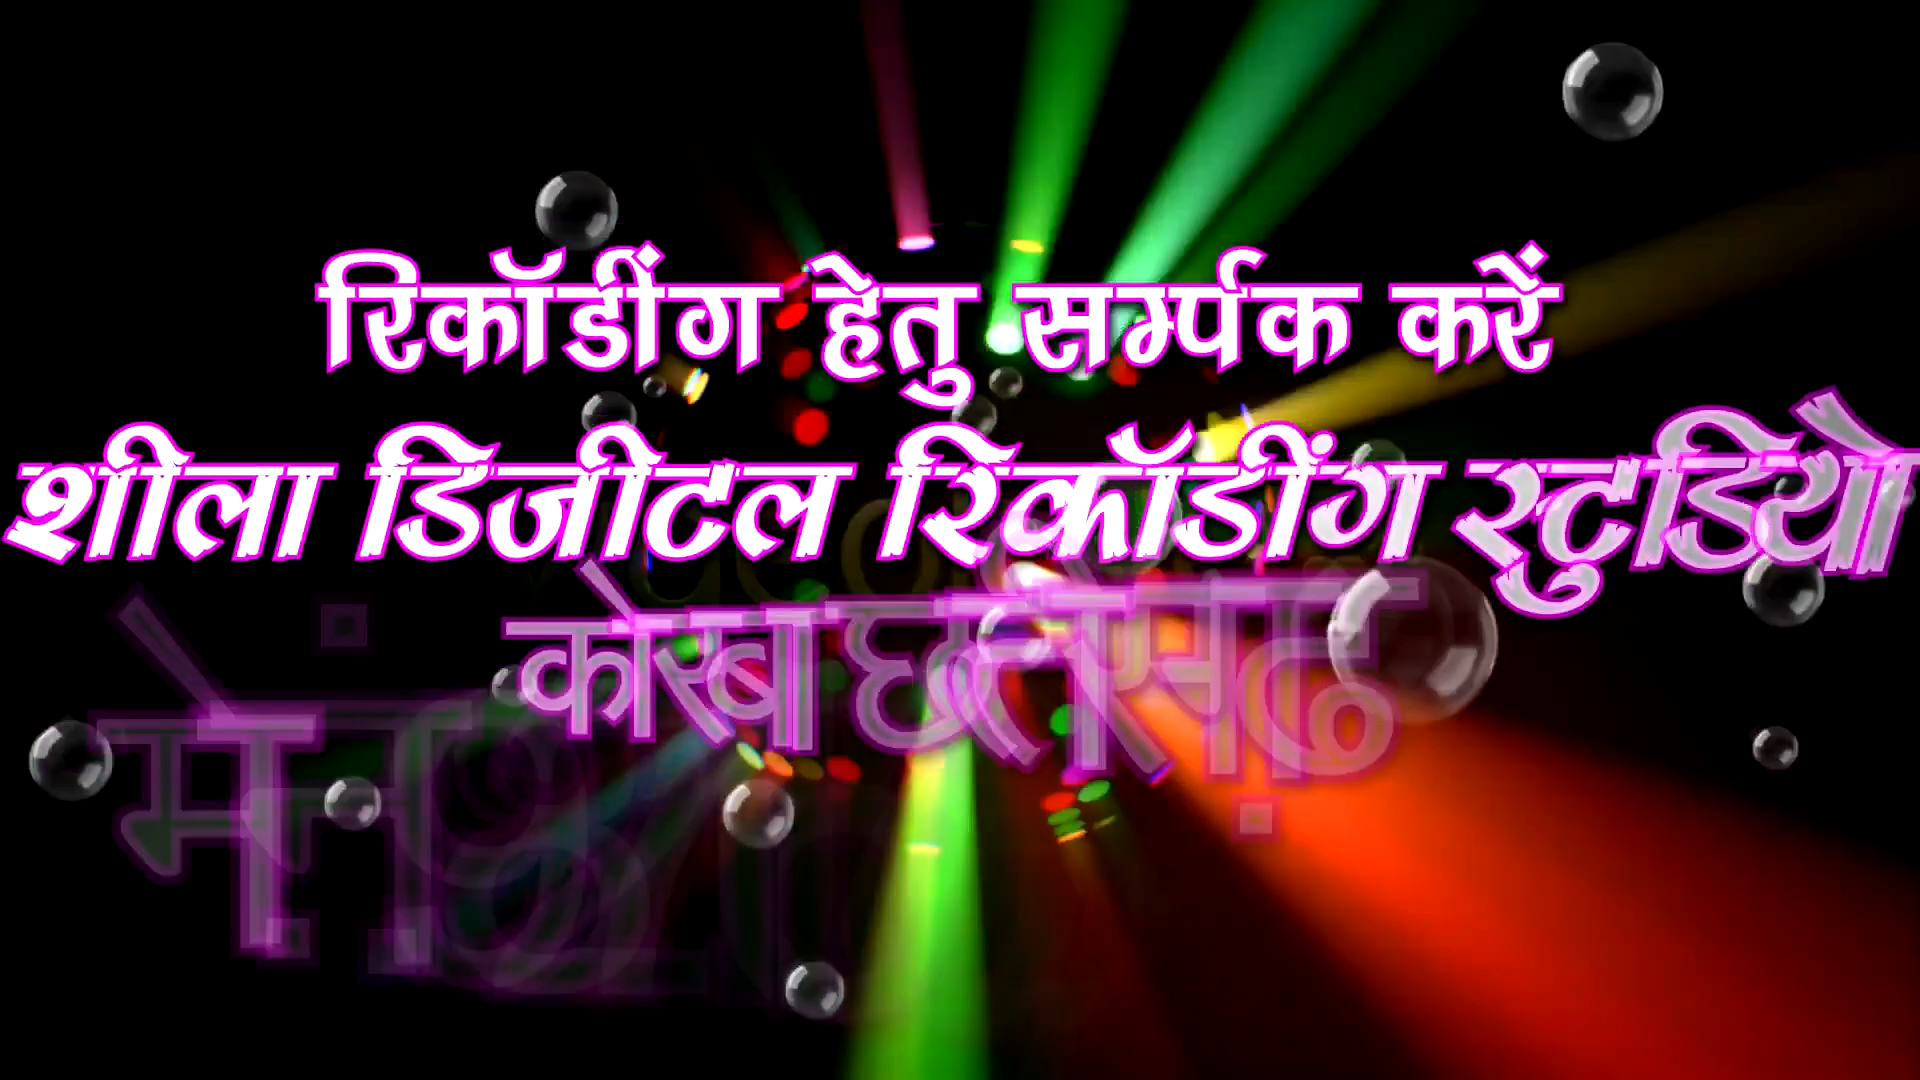 रिकॉर्डींग हेतु सर्म्पक करें
शीला डिजीटल रिकॉर्डींग स्टुडियो
कोरबा छत्तीसगढ़